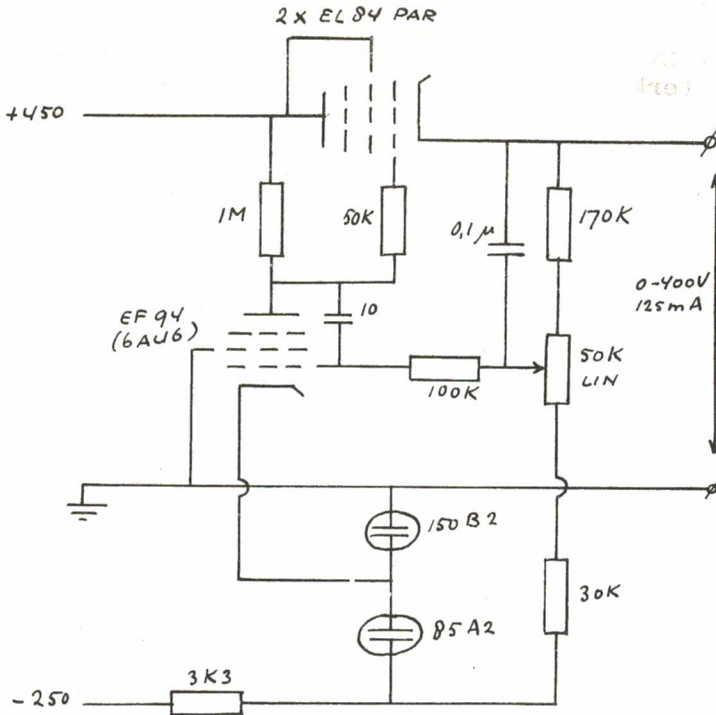 2 x EL 84 PAR
+450
1M
50K
0,1 µ
170K
0-400V
125mA
EF 94
(6AU6)
10
50K
LIN
100K
150 B2
85 A2
30K
3K3
- 250